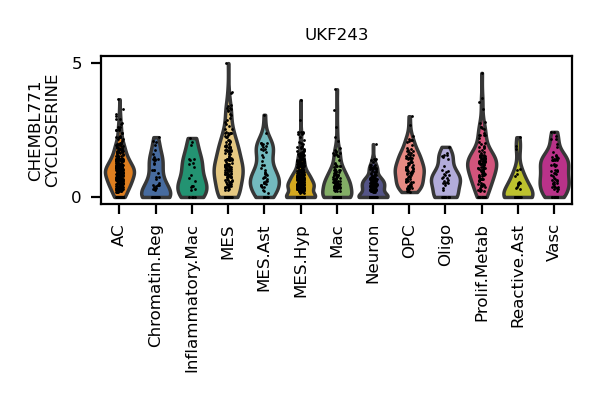 UKF243
CHEMBL771
CYCLOSERINE
5
0
AC
Chromatin.Reg
Inflammatory.Mac
MES
MES.Ast
MES.Hyp
Mac
Neuron
OPC
Oligo
Prolif.Metab
Reactive.Ast
Vasc